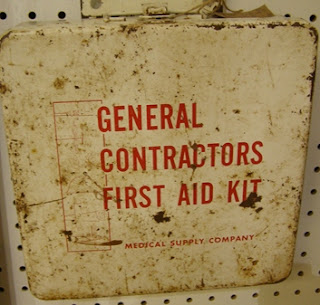 GENERAL
CONTRACTORS
FIRST AID KIT
MEDICAL SUPPLY COMPANY